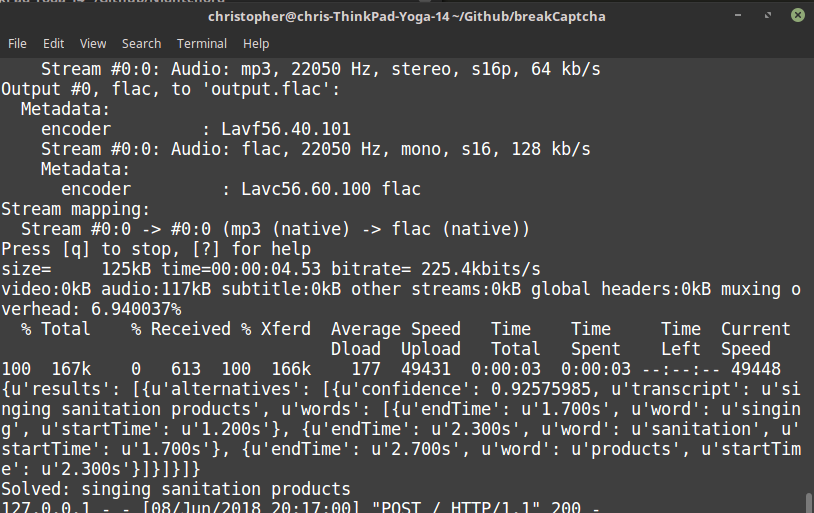 christopher@chris-ThinkPad-Yoga-14 ~/Github/breakCaptcha
File Edit View Search Terminal Help
    Stream #0:0: Audio: mp3, 22050 Hz, stereo, s16p, 64 kb/s
Output #0, flac, to 'output.flac':
  Metadata:
    encoder         : Lavf56.40.101
    Stream #0:0: Audio: flac, 22050 Hz, mono, s16, 128 kb/s
    Metadata:
      encoder         : Lavc56.60.100 flac
Stream mapping:
  Stream #0:0 -> #0:0 (mp3 (native) -> flac (native))
Press [q] to stop, [?] for help
size=     125kB time=00:00:04.53 bitrate= 225.4kbits/s
video:0kB audio:117kB subtitle:0kB other streams:0kB global headers:0kB muxing o
verhead: 6.940037%
  % Total    % Received % Xferd  Average Speed   Time    Time     Time  Current
                                 Dload  Upload   Total   Spent    Left  Speed
100  167k    0   613  100  166k    177  49431  0:00:03  0:00:03 --:--:-- 49448
{u'results': [{u'alternatives': [{u'confidence': 0.92575985, u'transcript': u'si
nging sanitation products', u'words': [{u'endTime': u'1.700s', u'word': u'singin
g', u'startTime': u'1.200s'}, {u'endTime': u'2.300s', u'word': u'sanitation', u'
startTime': u'1.700s'}, {u'endTime': u'2.700s', u'word': u'products', u'startTim
e': u'2.300s'}]}]}]}
Solved: singing sanitation products
127.0.0.1 - - [08/Jun/2018 20:17:00] "POST / HTTP/1.1" 200 -